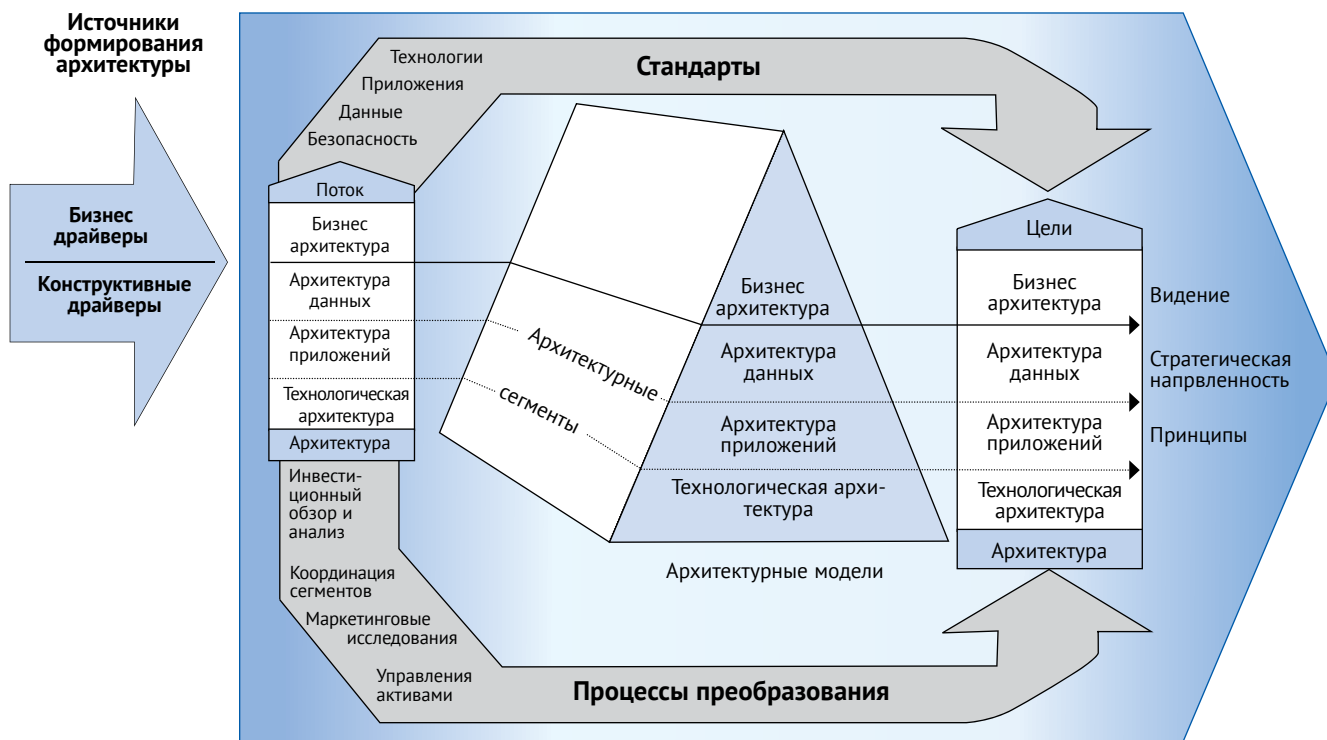 Источники
формирования
архитектуры
Бизнес
драйверы
Конструктивные
драйверы
Технологии
Приложения
Данные
Безопасность
Стандарты
Поток
Бизнес
архитектура
Архитектура
данных
Архитектура
приложений
Технологическая
архитектура
Архитектура
Архитектурные
сегменты
Бизнес
архитектура
Архитектура
данных
Архитектура
приложений
Технологическая архи-
тектура
Архитектурные модели
Цели
Бизнес
архитектура
Архитектура
данных
Архитектура
приложений
Технологическая
архитектура
Архитектура
Видение
Стратегическая
напрвленность
Принципы
Инвести-
ционный
обзор и
анализ
Координация
сегментов
Маркетинговые
исследования
Управления
активами
Процессы преобразования